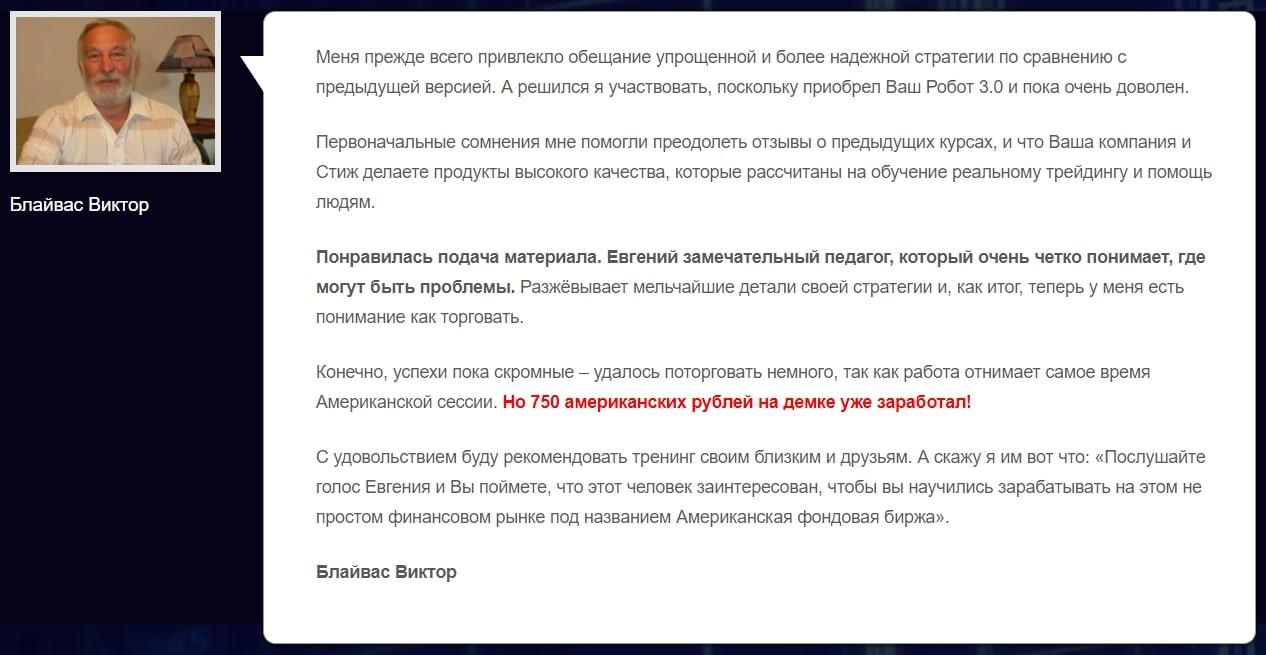 Меня прежде всего привлекло обещание упрощенной и более надежной стратегии по сравнению с
предыдущей версией. А решился я участвовать, поскольку приобрел Ваш Робот 3.0 и пока очень доволен.
Первоначальные сомнения мне помогли преодолеть отзывы о предыдущих курсах, и что Ваша компания и
Стиж делаете продукты высокого качества, которые рассчитаны на обучение реальному трейдингу и помощь
людям.
Блайвас Виктор
Понравилась подача материала. Евгений замечательный педагог, который очень четко понимает, где
могут быть проблемы. Разжёвывает мельчайшие детали своей стратегии и, как итог, теперь у меня есть
понимание как торговать.
Конечно, успехи пока скромные – удалось поторговать немного, так как работа отнимает самое время
Американской сессии. Но 750 американских рублей на демке уже заработал!
С удовольствием буду рекомендовать тренинг своим близким и друзьям. А скажу я им вот что: «Послушайте
голос Евгения и Вы поймете, что этот человек заинтересован, чтобы вы научились зарабатывать на этом не
простом финансовом рынке под названием Американская фондовая биржа».
Блайвас Виктор